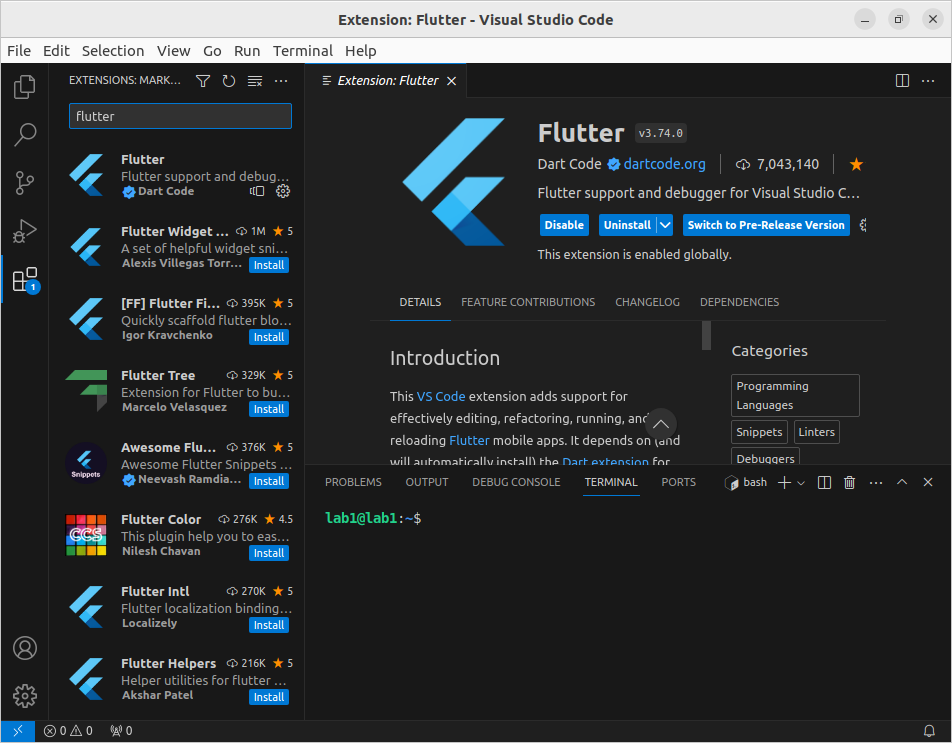 Extension: Flutter - Visual Studio Code
File Edit Selection View Go Run Terminal Help
EXTENSIONS: MARK...
flutter
Flutter
Flutter support and debug...
Dart Code
Flutter Widget ... 1M 5
A set of helpful widget sni...
Alexis Villegas Torr... Install
[FF] Flutter Fi... 395K 5
Quickly scaffold flutter blo...
Igor Kravchenko Install
Flutter Tree 329K 5
Extension for Flutter to bu...
Marcelo Velasquez Install
Snippets
Awesome Flu... 376K 5
Awesome Flutter Snippets ...
Neevash Ramdia... Install
CCS
Flutter Color 276K 4.5
This plugin help you to eas...
Nilesh Chavan Install
Flutter Intl 270K 5
Flutter localization binding...
Localizely Install
Flutter Helpers 216K 5
Helper utilities for flutter ...
Akshar Patel Install
1
Extension: Flutter
Flutter v3.74.0
Dart Code dartcode.org 7,043,140
Flutter support and debugger for Visual Studio C...
Disable Uninstall Switch to Pre-Release Version
This extension is enabled globally.
DETAILS FEATURE CONTRIBUTIONS CHANGELOG DEPENDENCIES
Introduction
This VS Code extension adds support for
effectively editing, refactoring, running, and
reloading Flutter mobile apps. It depends on (and
will automatically install) the Dart extension for
Categories
Programming
Languages
Snippets Linters
Debuggers
PROBLEMS OUTPUT DEBUG CONSOLE TERMINAL PORTS bash
lab1@lab1:~$
0 0 0